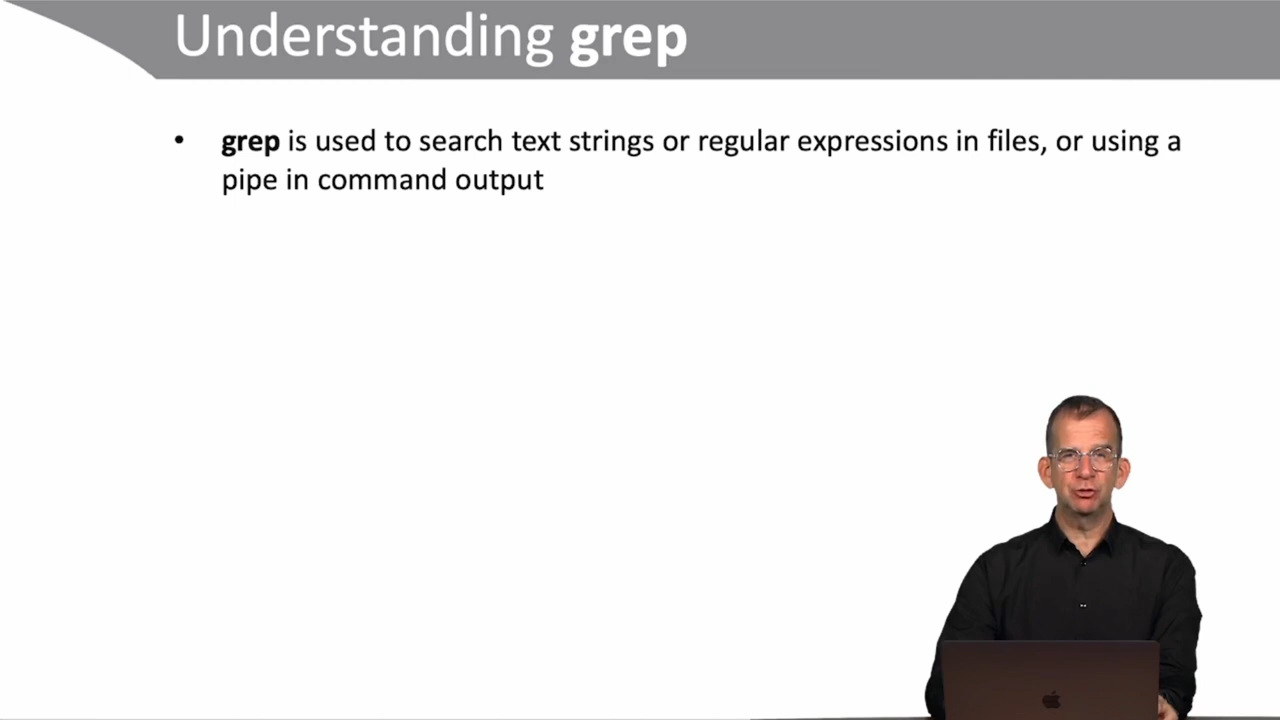 Understanding grep
• grep is used to search text strings or regular expressions in files, or using a
pipe in command output